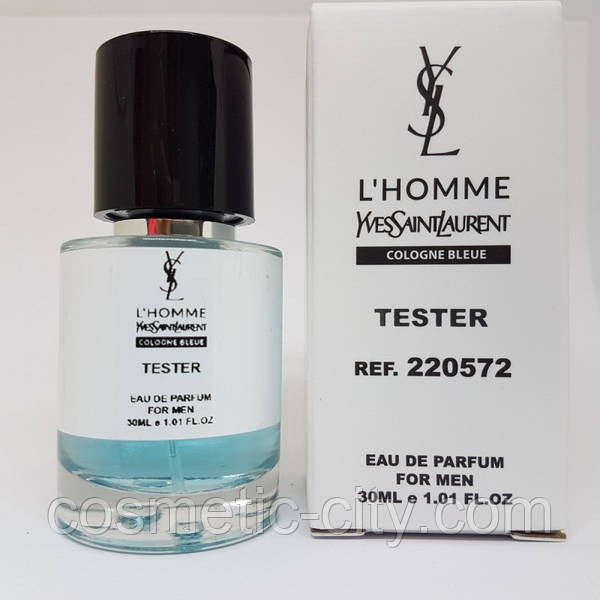 YSL
L'HOMME
YVESSAINTLAURENT
COLOGNE BLEUE
TESTER
EAU DE PARFUM
FOR MEN
30ML e 1.01 FL.OZ
YSL
L'HOMME
YVESSAINTLAURENT
COLOGNE BLEUE
TESTER
REF. 220572
EAU DE PARFUM
FOR MEN
30ML e 1.01 FL.OZ
cosmetic-city.com